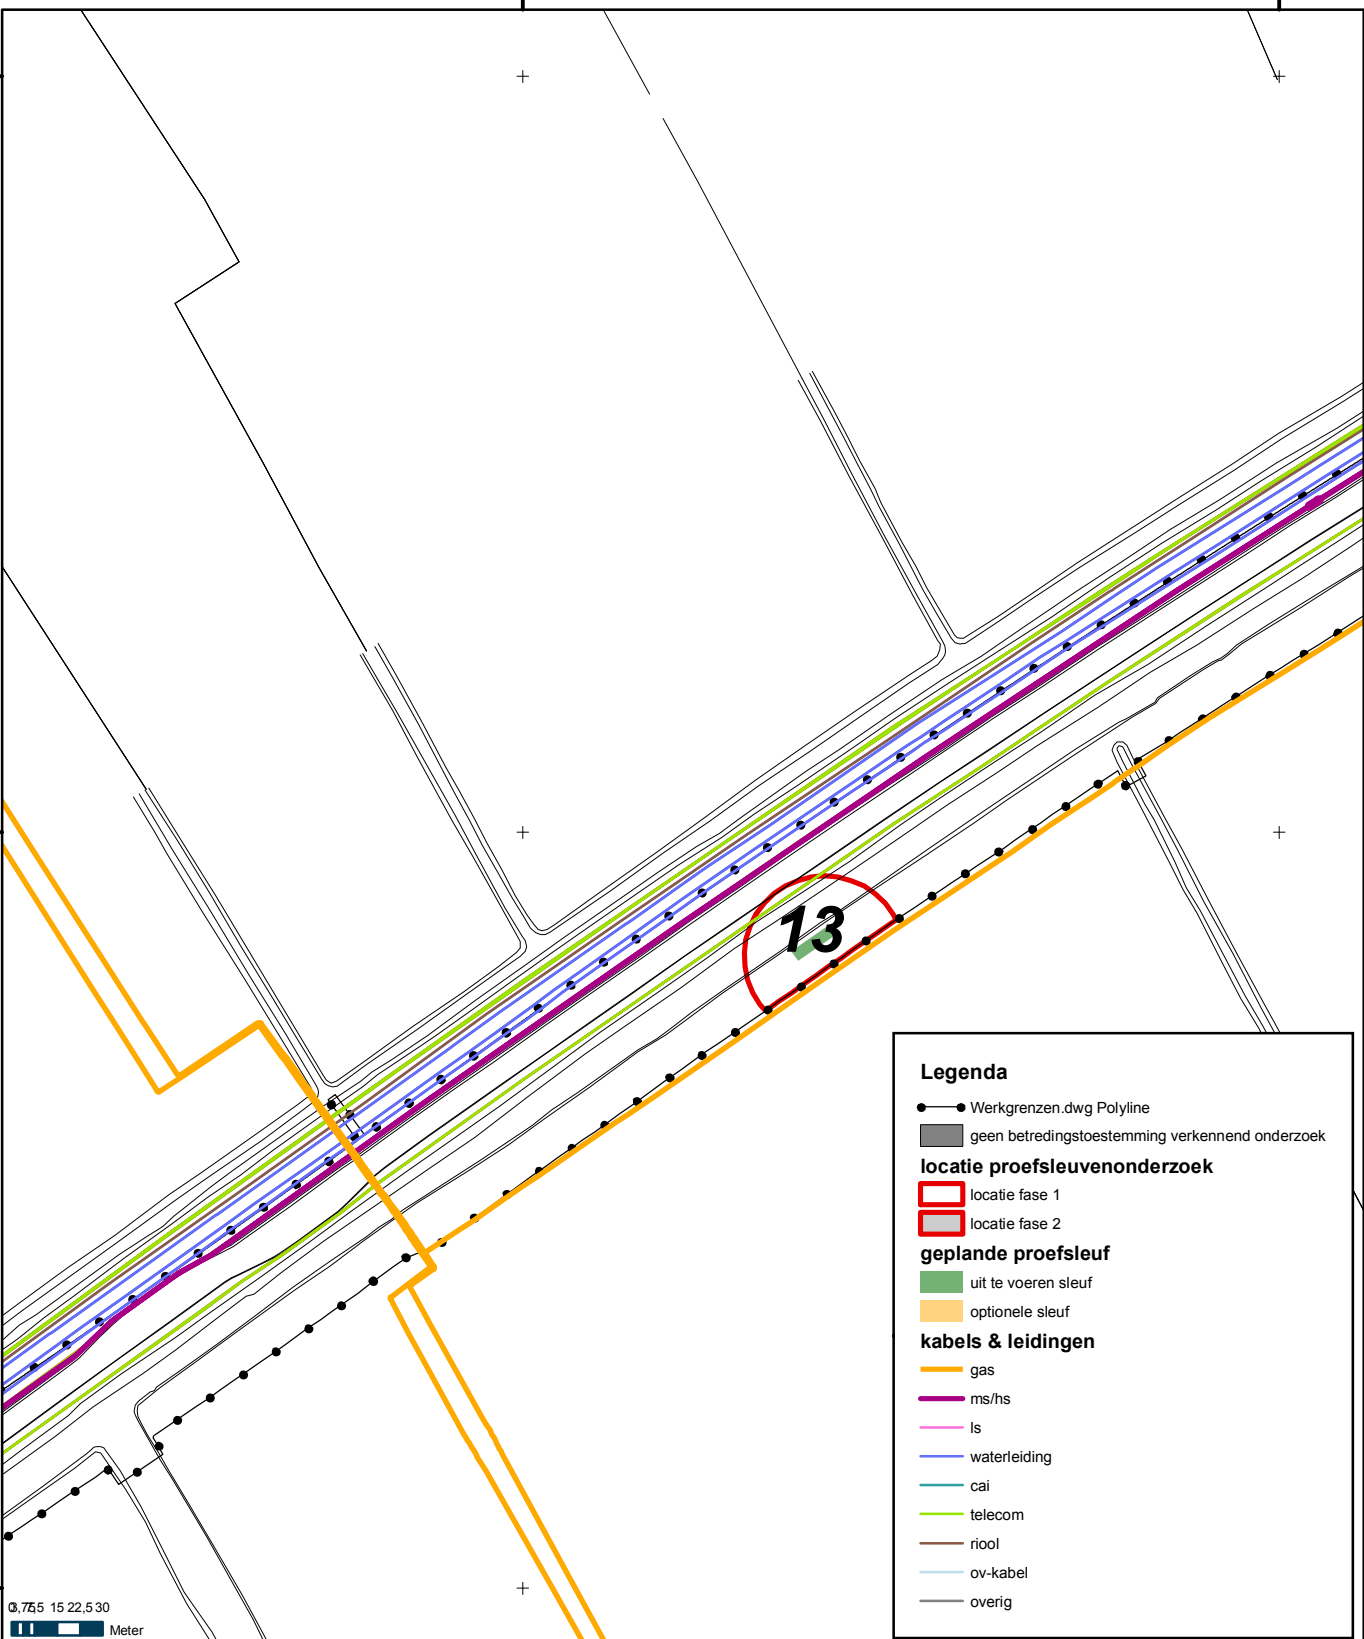 13
Legenda
Werkgrenzen.dwg Polyline
geen betredingstoestemming verkennend onderzoek
locatie proefsleuvenonderzoek
locatie fase 1
locatie fase 2
geplande proefsleuf
uit te voeren sleuf
optionele sleuf
kabels & leidingen
gas
ms/hs
ls
waterleiding
cai
telecom
riool
ov-kabel
overig
15 22,5 30
Meter